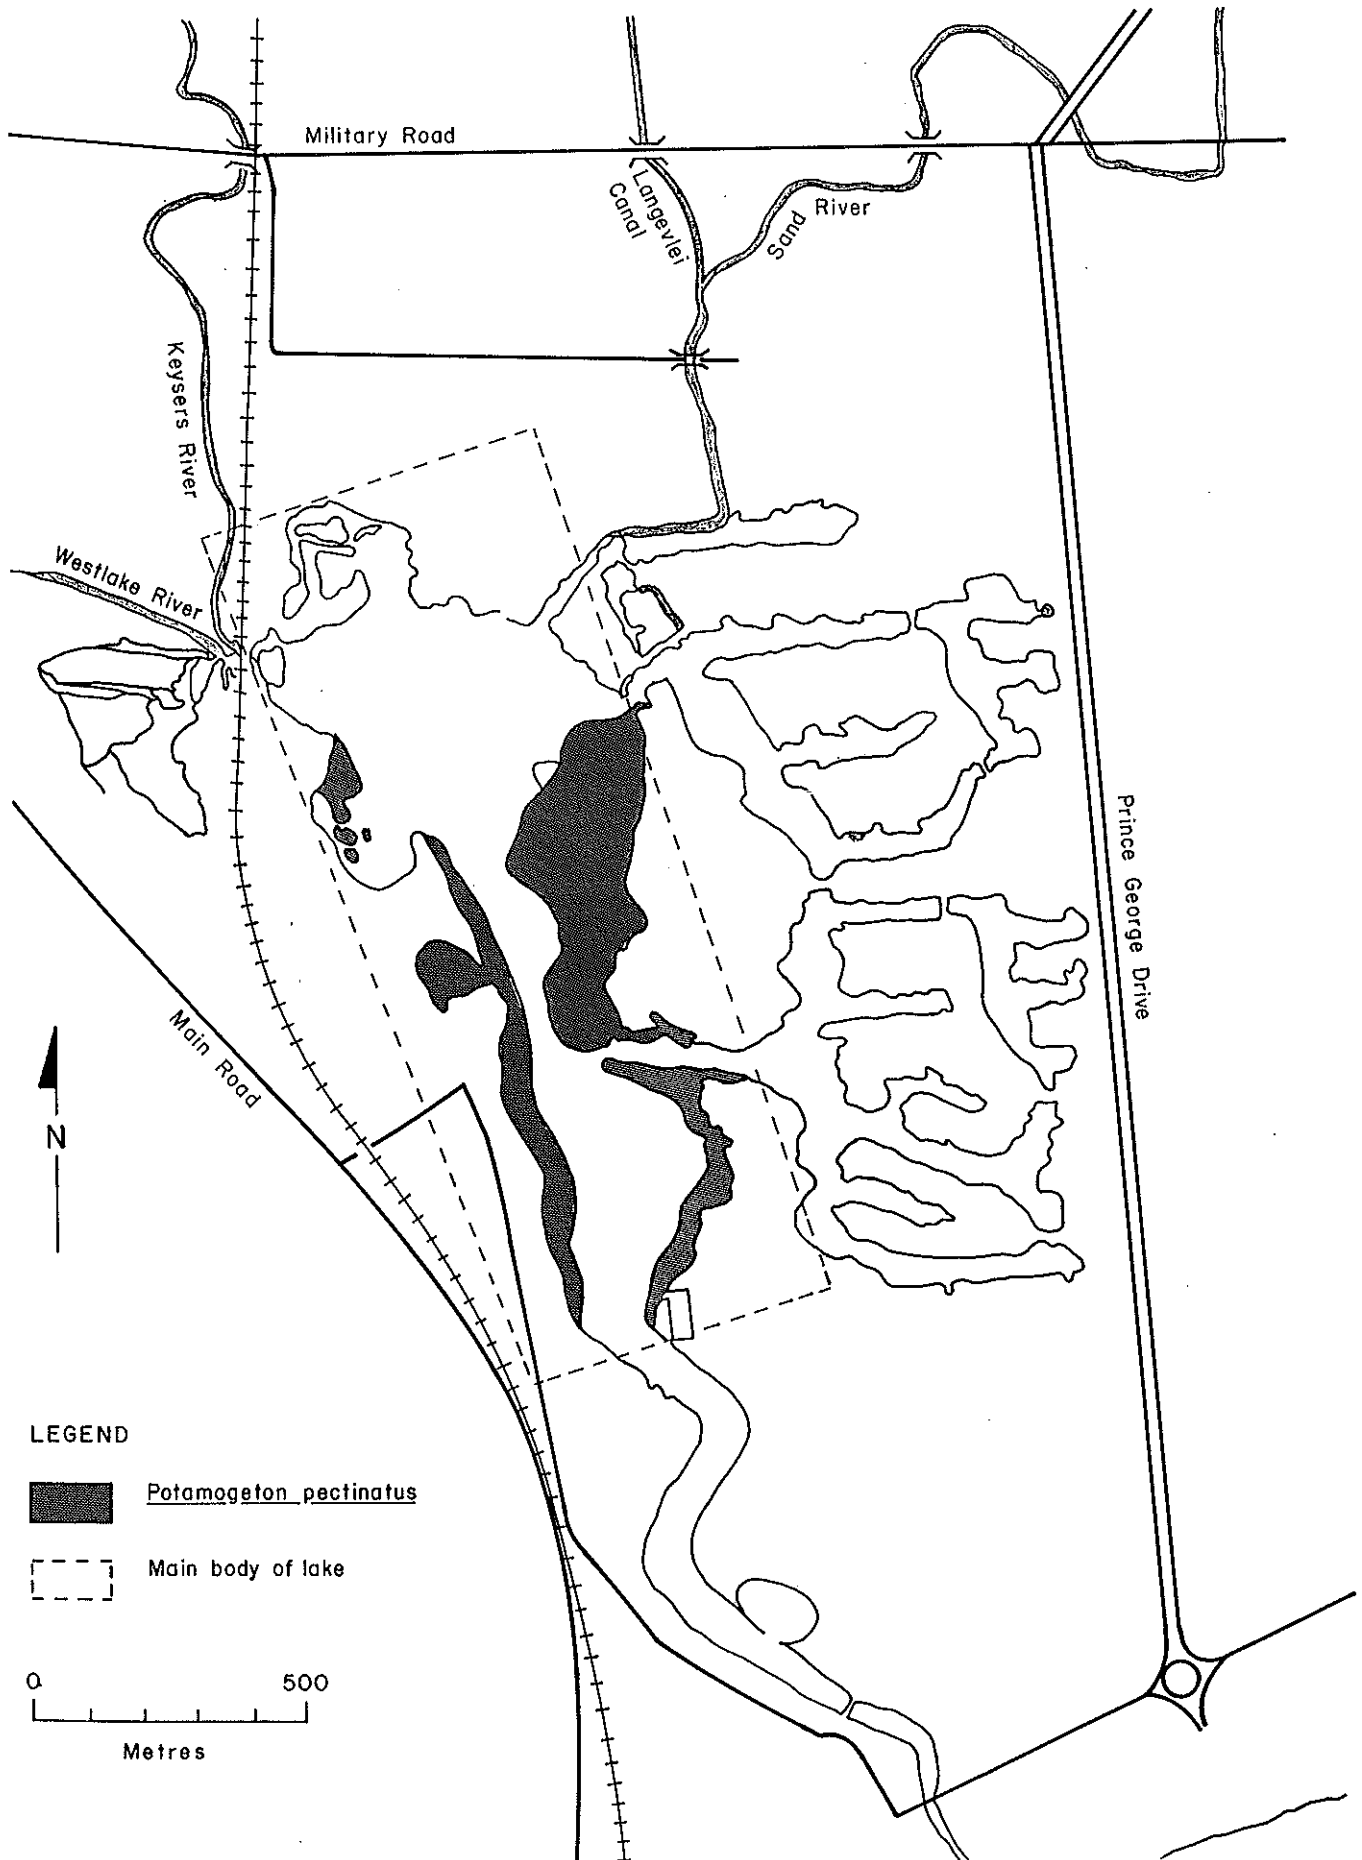 Military Road
Langevlei
Canal
Sand River
Keysers River
Westlake River
Prince George Drive
Main Road
N
LEGEND
Potamogeton pectinatus
Main body of lake
0 500
Metres